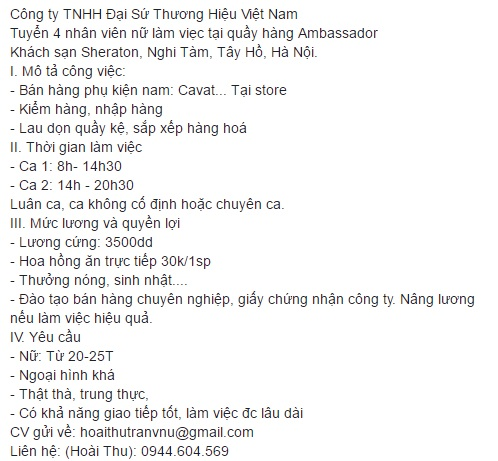 Công ty TNHH Đại Sứ Thương Hiệu Việt Nam
Tuyển 4 nhân viên nữ làm việc tại quầy hàng Ambassador
Khách sạn Sheraton, Nghi Tàm, Tây Hồ, Hà Nội.
I. Mô tả công việc:
- Bán hàng phụ kiện nam: Cavat... Tại store
- Kiểm hàng, nhập hàng
- Lau dọn quầy kệ, sắp xếp hàng hoá
II. Thời gian làm việc
- Ca 1: 8h- 14h30
- Ca 2: 14h - 20h30
Luân ca, ca không cố định hoặc chuyên ca.
III. Mức lương và quyền lợi
- Lương cứng: 3500dd
- Hoa hồng ăn trực tiếp 30k/1sp
- Thưởng nóng, sinh nhật....
- Đào tạo bán hàng chuyên nghiệp, giấy chứng nhận công ty. Nâng lương
nếu làm việc hiệu quả.
IV. Yêu cầu
- Nữ: Từ 20-25T
- Ngoại hình khá
- Thật thà, trung thực,
- Có khả năng giao tiếp tốt, làm việc đc lâu dài
CV gửi về: hoaithutranvnu@gmail.com
Liên hệ: (Hoài Thu): 0944.604.569